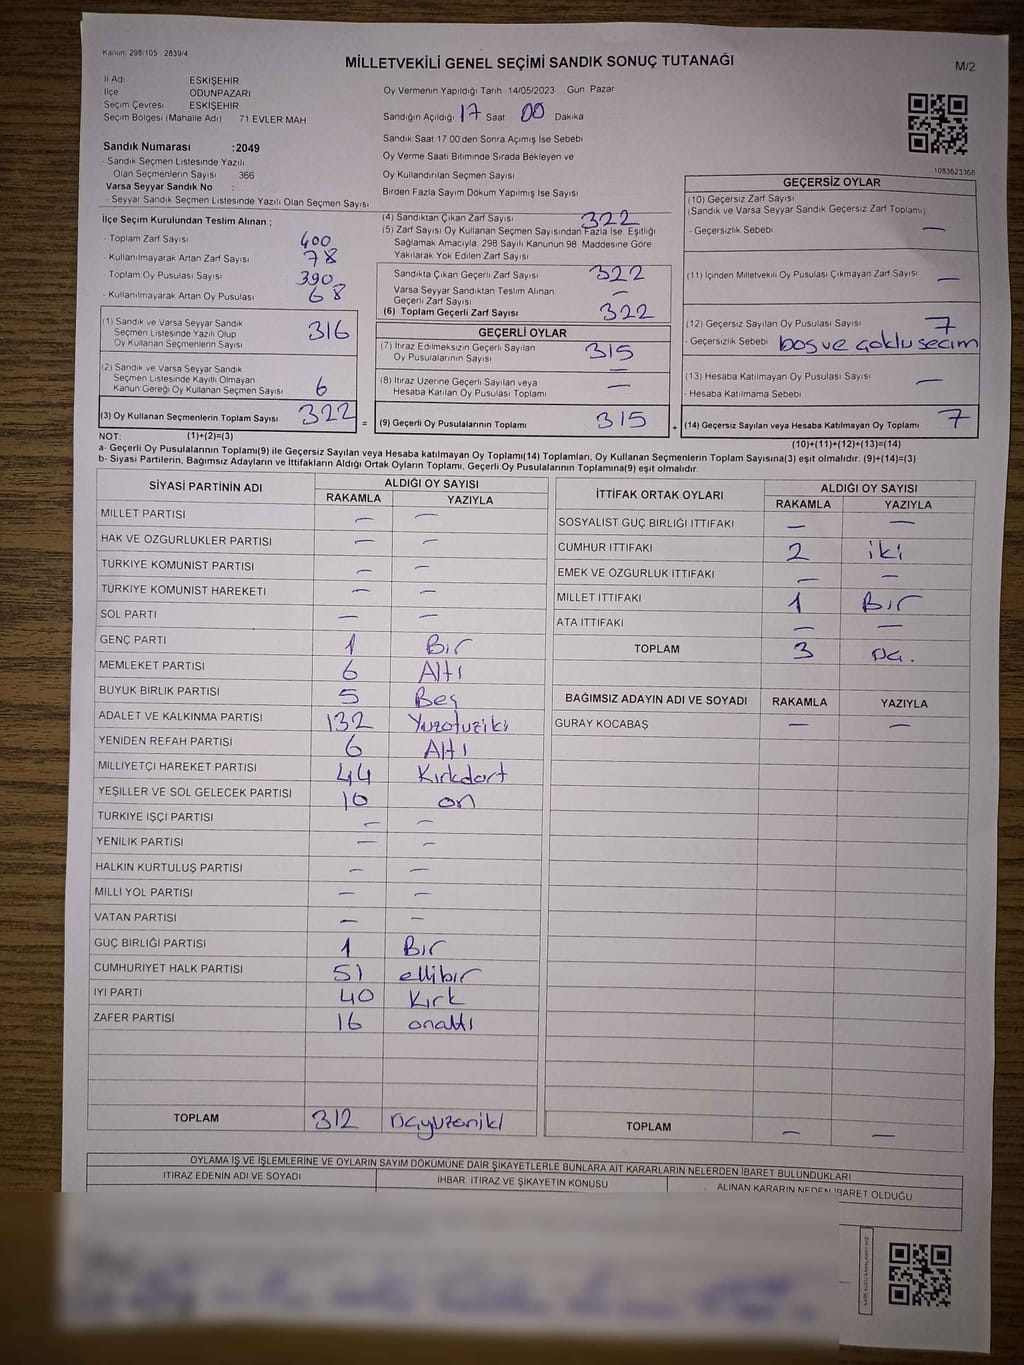 Kanun: 298/105 . 2839/4
MİLLETVEKİLİ GENEL SEÇİMİ SANDIK SONUÇ TUTANAĞI
M/2
İl Adı ESKİŞEHİR
İlçe ODUNPAZARI
Seçim Çevresi ESKİŞEHİR
Seçim Bölgesi (Mahalle Adı) 71 EVLER MAH
Oy Vermenin Yapıldığı Tarih 14/05/2023 Gün Pazar
Sandığın Açıldığı 17 Saat 00 Dakika
Sandık Saat 17 00'den Sonra Açımış İse Sebebi
Oy Verme Saati Bitiminde Sırada Bekleyen ve
Oy Kullandırılan Seçmen Sayısı
Birden Fazla Sayım Döküm Yapılmış İse Sayısı
1083623368
Sandık Numarası :2049
- Sandık Seçmen Listesinde Yazılı
Olan Seçmenlerin Sayısı 366
Varsa Seyyar Sandık No :
- Seyyar Sandık Seçmen Listesinde Yazılı Olan Seçmen Sayısı
İlçe Seçim Kurulundan Teslim Alınan ;
- Toplam Zarf Sayısı 400
- Kullanılmayarak Artan Zarf Sayısı 78
- Toplam Oy Pusulası Sayısı 390
- Kullanılmayarak Artan Oy Pusulası 68
(1) Sandık ve Varsa Seyyar Sandık
Seçmen Listesinde Yazılı Olup
Oy Kullanan Seçmenlerin Sayısı 316
(2) Sandık ve Varsa Seyyar Sandık
Seçmen Listesinde Kayıtlı Olmayan
Kanun Gereği Oy Kullanan Seçmen Sayısı 6
(3) Oy Kullanan Seçmenlerin Toplam Sayısı 322 =
(4) Sandıktan Çıkan Zarf Sayısı 322
(5) Zarf Sayısı Oy Kullanan Seçmen Sayısından Fazla İse, Eşitliği
Sağlamak Amacıyla, 298 Sayılı Kanunun 98. Maddesine Göre
Yakılarak Yok Edilen Zarf Sayısı —
Sandıkta Çıkan Geçerli Zarf Sayısı 322
Varsa Seyyar Sandıktan Teslim Alınan
Geçerli Zarf Sayısı —
(6) Toplam Geçerli Zarf Sayısı 322
GEÇERLİ OYLAR
(7) İtiraz Edilmeksizin Geçerli Sayılan
Oy Pusulalarının Sayısı 315
(8) İtiraz Üzerine Geçerli Sayılan veya
Hesaba Katılan Oy Pusulası Toplamı —
(9) Geçerli Oy Pusulalarının Toplamı 315 +
GEÇERSİZ OYLAR
(10) Geçersiz Zarf Sayısı
(Sandık ve Varsa Seyyar Sandık Geçersiz Zarf Toplamı)
- Geçersizlik Sebebi —
(11) İçinden Milletvekili Oy Pusulası Çıkmayan Zarf Sayısı —
(12) Geçersiz Sayılan Oy Pusulası Sayısı 7
- Geçersizlik Sebebi boş ve çoklu seçim
(13) Hesaba Katılmayan Oy Pusulası Sayısı —
- Hesaba Katılmama Sebebi
(14) Geçersiz Sayılan veya Hesaba Katılmayan Oy Toplamı 7
NOT: (1)+(2)=(3) (10)+(11)+(12)+(13)=(14)
a- Geçerli Oy Pusulalarının Toplamı(9) ile Geçersiz Sayılan veya Hesaba katılmayan Oy Toplamı(14) Toplamları, Oy Kullanan Seçmenlerin Toplam Sayısına(3) eşit olmalıdır. (9)+(14)=(3)
b- Siyasi Partilerin, Bağımsız Adayların ve İttifakların Aldığı Ortak Oyların Toplamı, Geçerli Oy Pusulalarının Toplamına(9) eşit olmalıdır.
SİYASİ PARTİNİN ADI ALDIĞI OY SAYISI
RAKAMLA YAZIYLA
MİLLET PARTİSİ — —
HAK VE ÖZGÜRLÜKLER PARTİSİ — —
TÜRKİYE KOMÜNİST PARTİSİ — —
TÜRKİYE KOMÜNİST HAREKETİ — —
SOL PARTİ — —
GENÇ PARTİ 1 Bir
MEMLEKET PARTİSİ 6 Altı
BÜYÜK BİRLİK PARTİSİ 5 Beş
ADALET VE KALKINMA PARTİSİ 132 Yüzotuziki
YENİDEN REFAH PARTİSİ 6 Altı
MİLLİYETÇİ HAREKET PARTİSİ 44 Kırkdört
YEŞİLLER VE SOL GELECEK PARTİSİ 10 on
TÜRKİYE İŞÇİ PARTİSİ — —
YENİLİK PARTİSİ — —
HALKIN KURTULUŞ PARTİSİ — —
MİLLİ YOL PARTİSİ — —
VATAN PARTİSİ — —
GÜÇ BİRLİĞİ PARTİSİ 1 Bir
CUMHURİYET HALK PARTİSİ 51 ellibir
İYİ PARTİ 40 Kırk
ZAFER PARTİSİ 16 onaltı
TOPLAM 312 üçyüzoniki
İTTİFAK ORTAK OYLARI ALDIĞI OY SAYISI
RAKAMLA YAZIYLA
SOSYALİST GÜÇ BİRLİĞİ İTTİFAKI — —
CUMHUR İTTİFAKI 2 iki
EMEK VE ÖZGÜRLÜK İTTİFAKI — —
MİLLET İTTİFAKI 1 Bir
ATA İTTİFAKI — —
TOPLAM 3 üç.
BAĞIMSIZ ADAYIN ADI VE SOYADI RAKAMLA YAZIYLA
GÜRAY KOCABAŞ — —
TOPLAM — —
OYLAMA İŞ VE İŞLEMLERİNE VE OYLARIN SAYIM DÖKÜMÜNE DAİR ŞİKAYETLERLE BUNLARA AİT KARARLARIN NELERDEN İBARET BULUNDUKLARI
İTİRAZ EDENİN ADI VE SOYADI İHBAR, İTİRAZ VE ŞİKAYETİN KONUSU ALINAN KARARIN NEDEN İBARET OLDUĞU